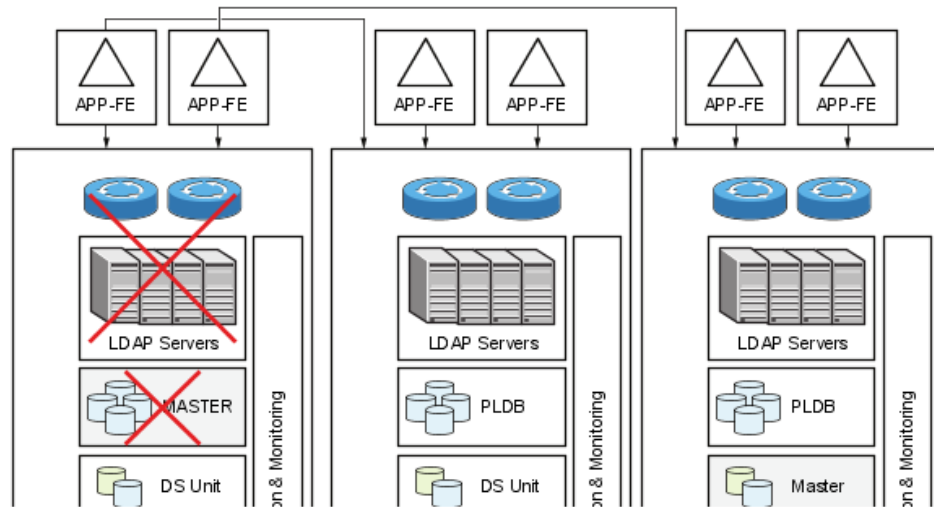 APP-FE
APP-FE
APP-FE
APP-FE
APP-FE
APP-FE
LDAP Servers
LDAP Servers
LDAP Servers
MASTER
PLDB
PLDB
DS Unit
DS Unit
Master
on & Monitoring
on & Monitoring
on & Monitoring